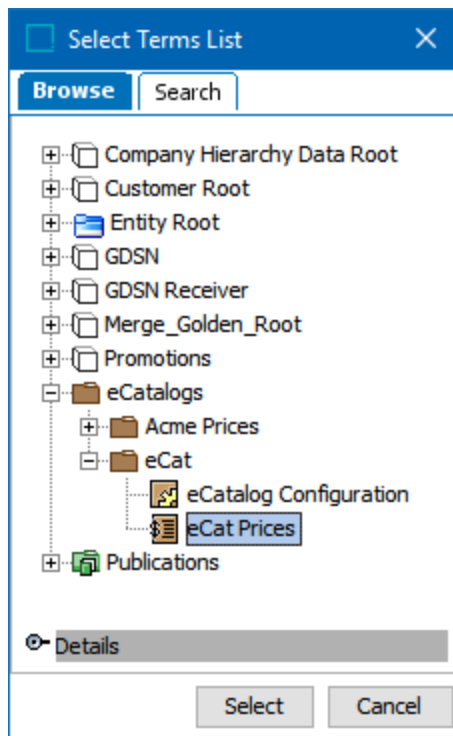 Select Terms List
Browse Search
Company Hierarchy Data Root
Customer Root
Entity Root
GDSN
GDSN Receiver
Merge_Golden_Root
Promotions
eCatalogs
Acme Prices
eCat
eCatalog Configuration
eCat Prices
Publications
Details
Select Cancel